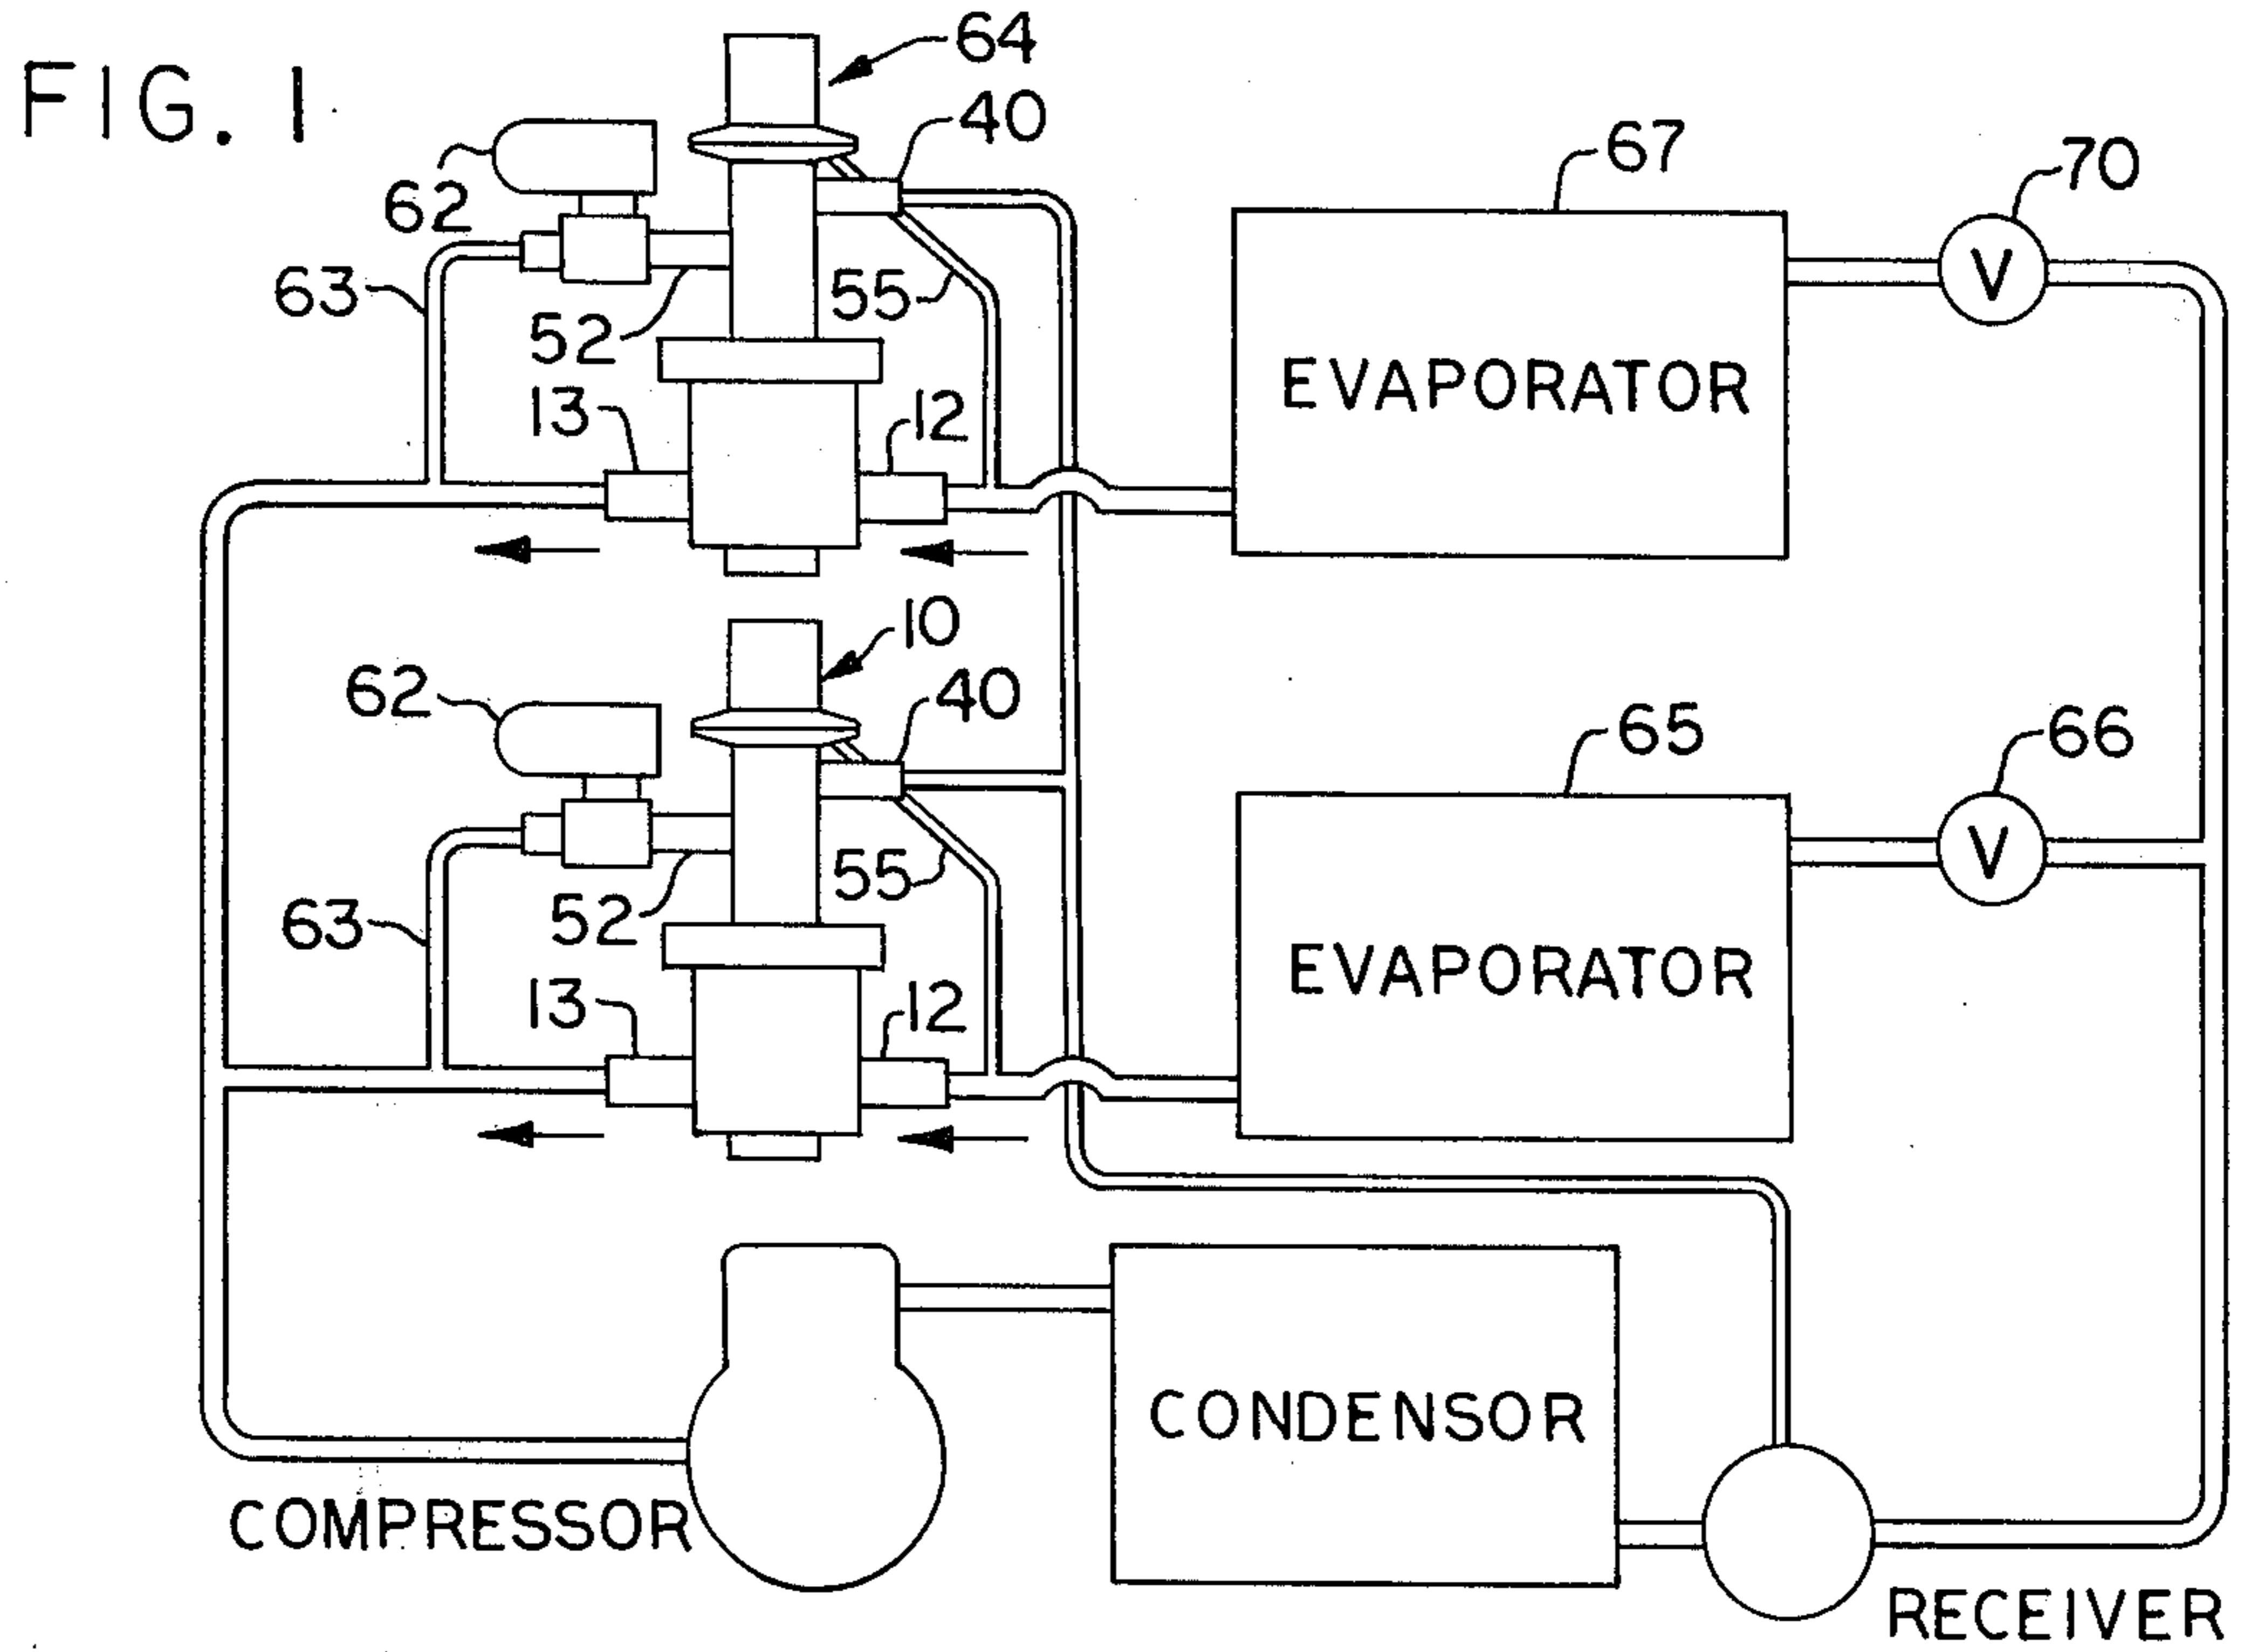 FIG. 1
64
40
62
67
70
63
55
V
52
EVAPORATOR
13
12
10
62
40
65
66
55
V
63
52
EVAPORATOR
13
12
CONDENSOR
COMPRESSOR
RECEIVER